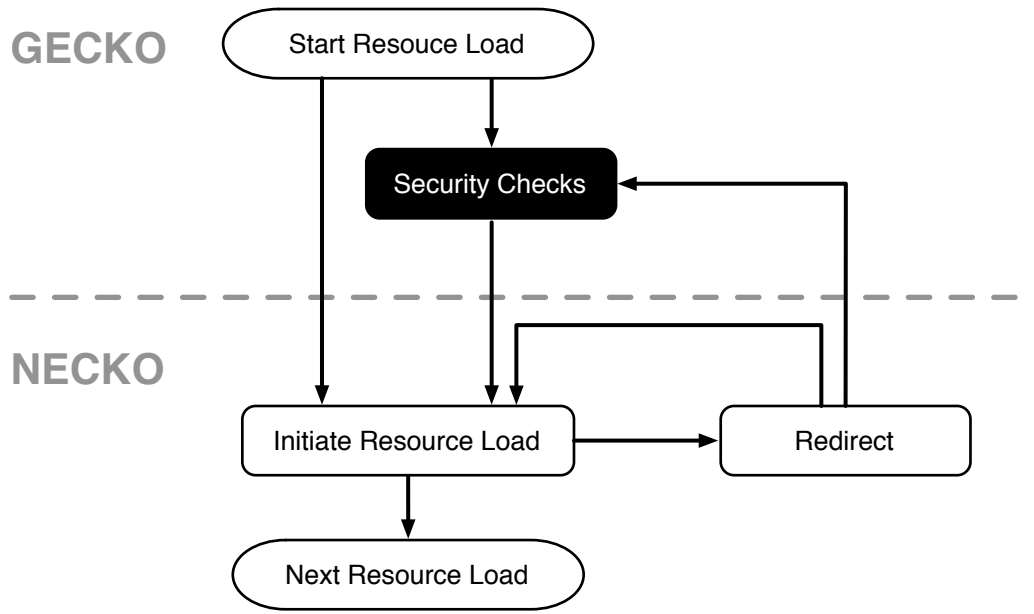 GECKO
Start Resouce Load
Security Checks
NECKO
Initiate Resource Load
Redirect
Next Resource Load